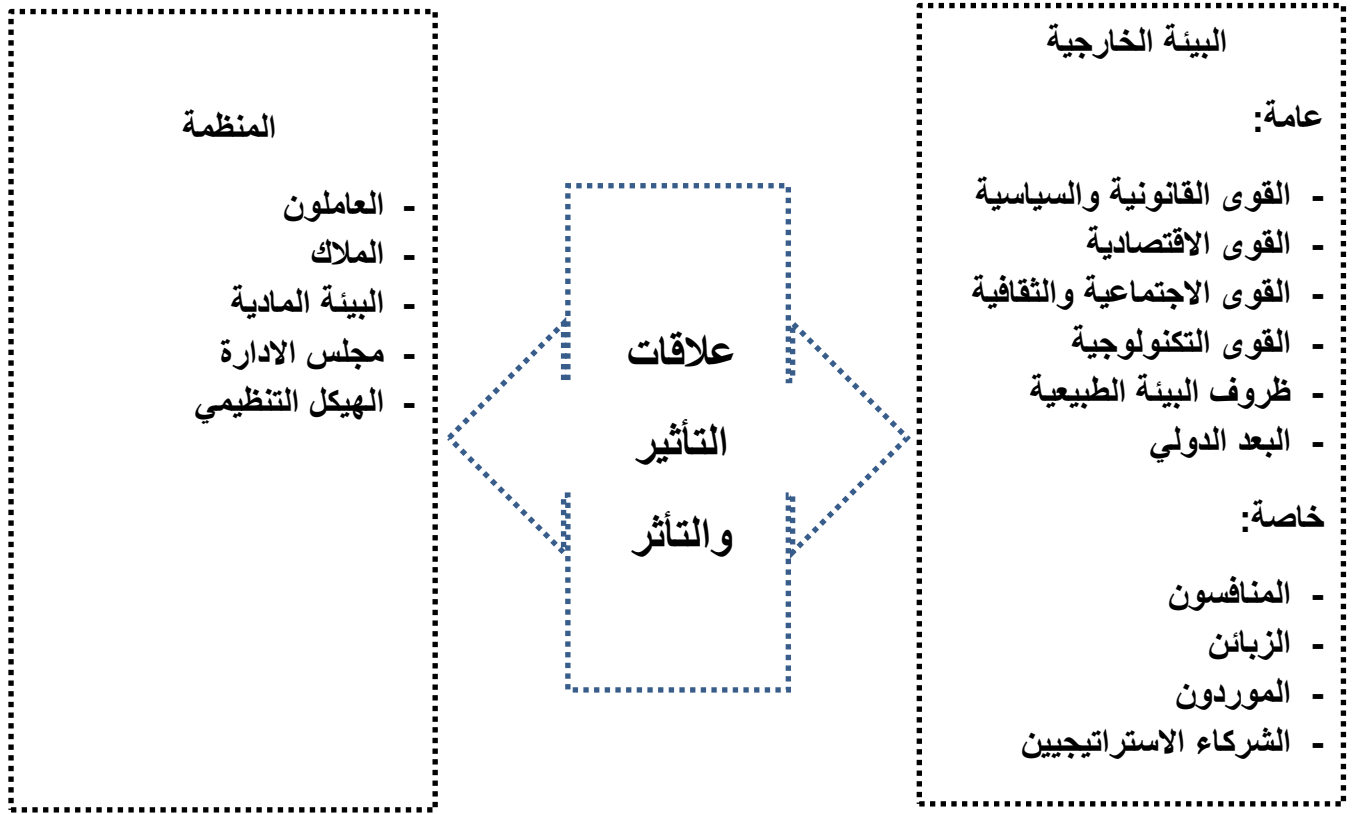 البيئة الخارجية
عامة:
- القوى القانونية والسياسية
- القوى الاقتصادية
- القوى الاجتماعية والثقافية
- القوى التكنولوجية
- ظروف البيئة الطبيعية
- البعد الدولي
خاصة:
- المنافسون
- الزبائن
- الموردون
- الشركاء الاستراتيجيين
علاقات
التأثير
والتأثر
المنظمة
- العاملون
- الملاك
- البيئة المادية
- مجلس الادارة
- الهيكل التنظيمي